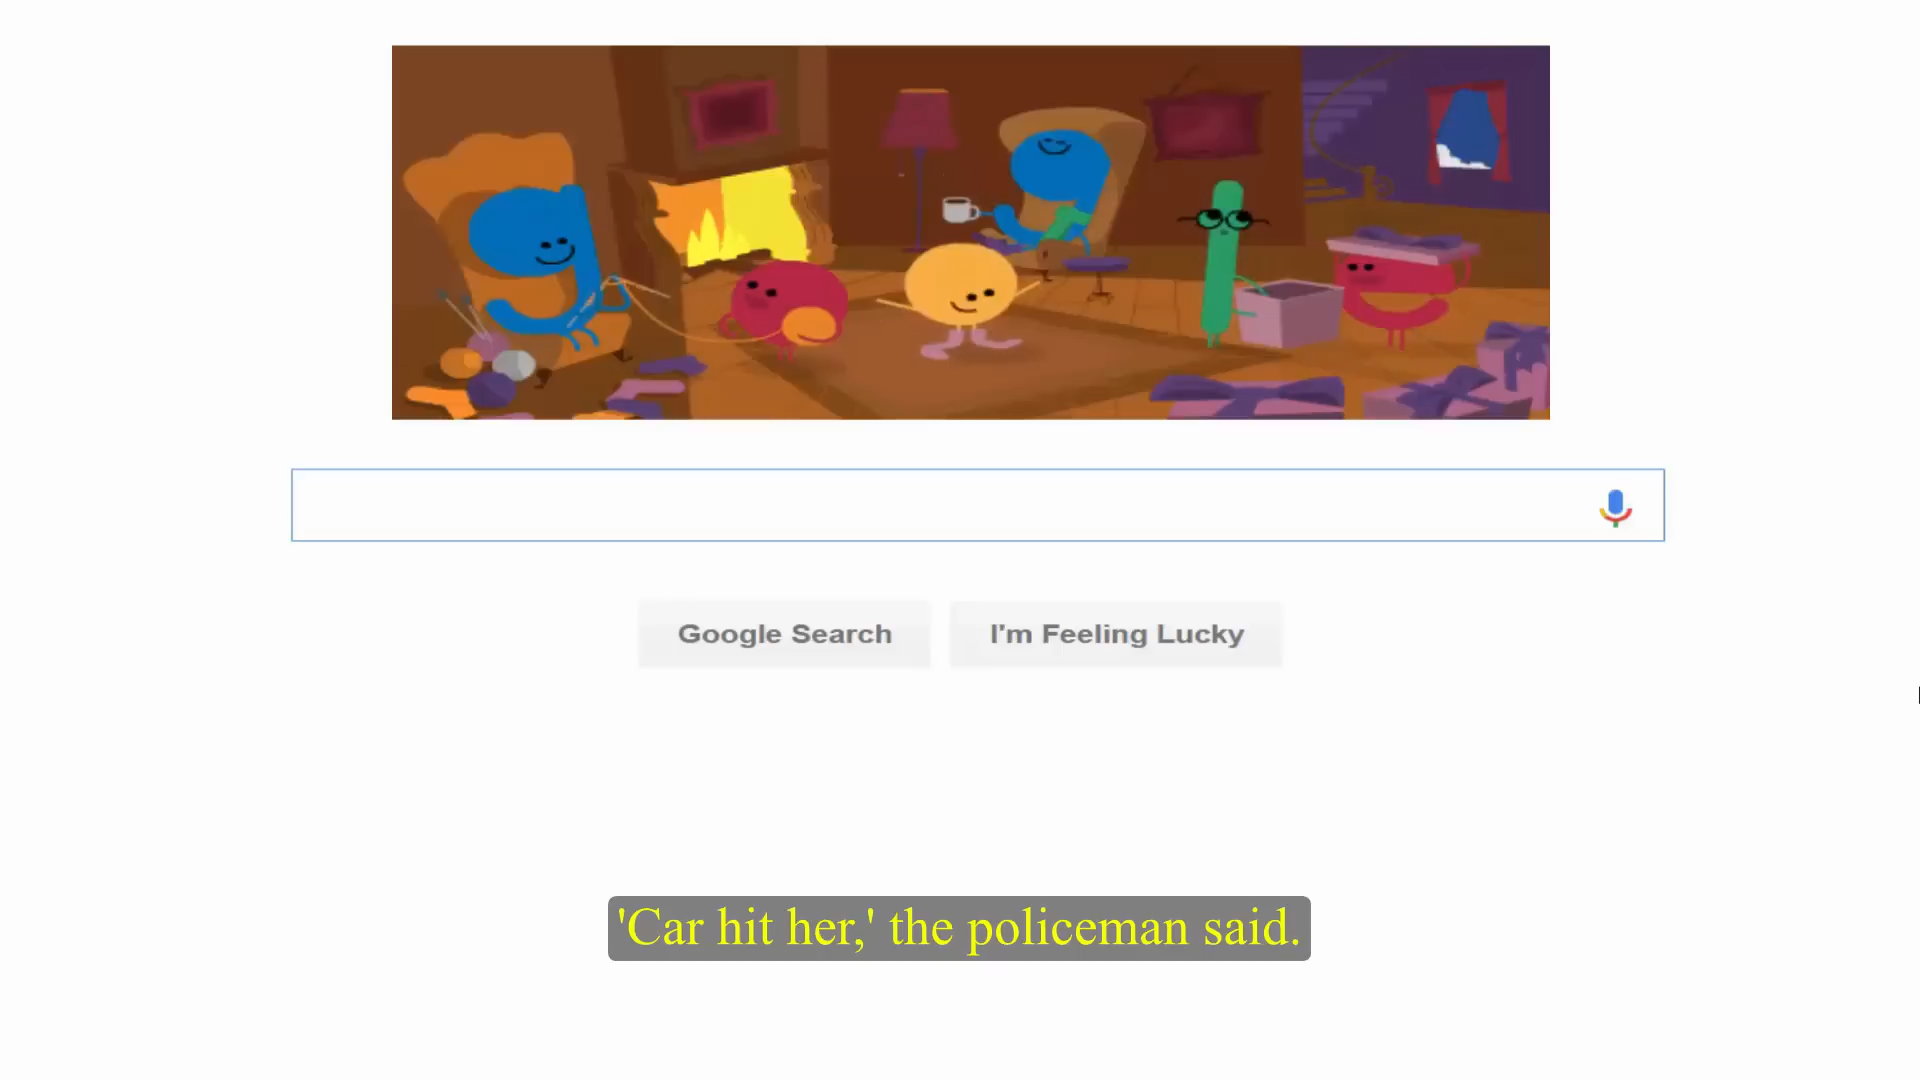 Google Search
I'm Feeling Lucky
'Car hit her,' the policeman said.